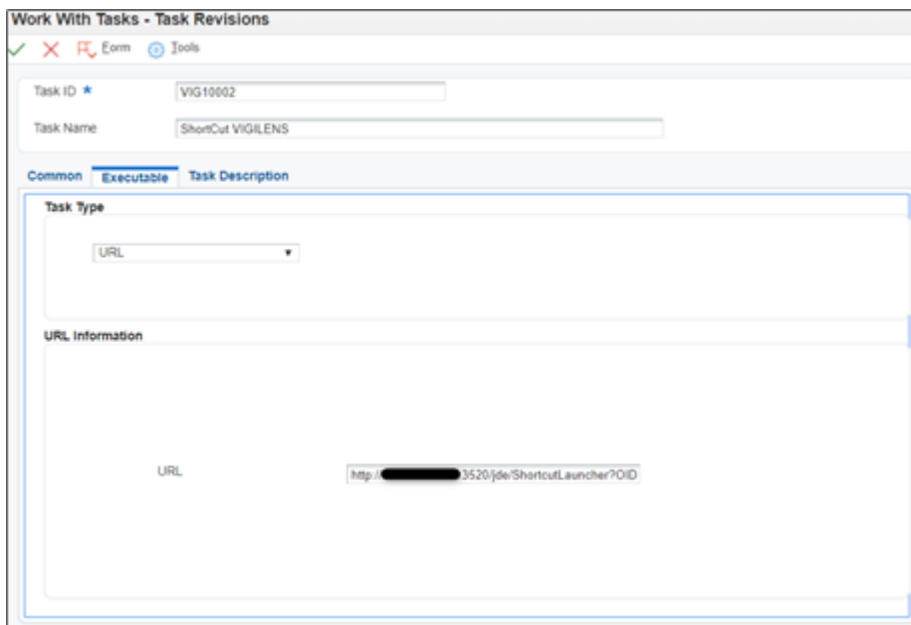 Work With Tasks - Task Revisions
Form Tools
Task ID * VIG10002
Task Name ShortCut VIGILENS
Common Executable Task Description
Task Type
URL
URL Information
URL http:/ 3520/jde/ShortcutLauncher?OID